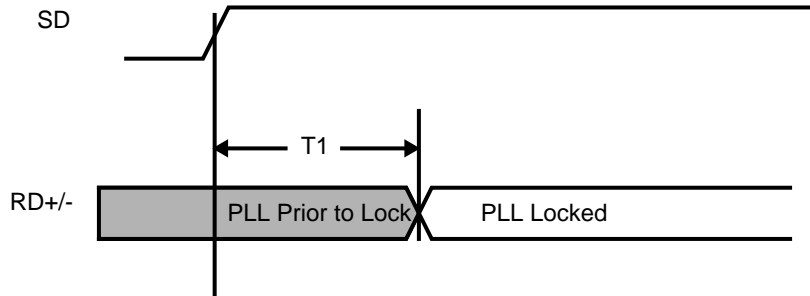 SD
T1
RD+/-
PLL Prior to Lock
PLL Locked